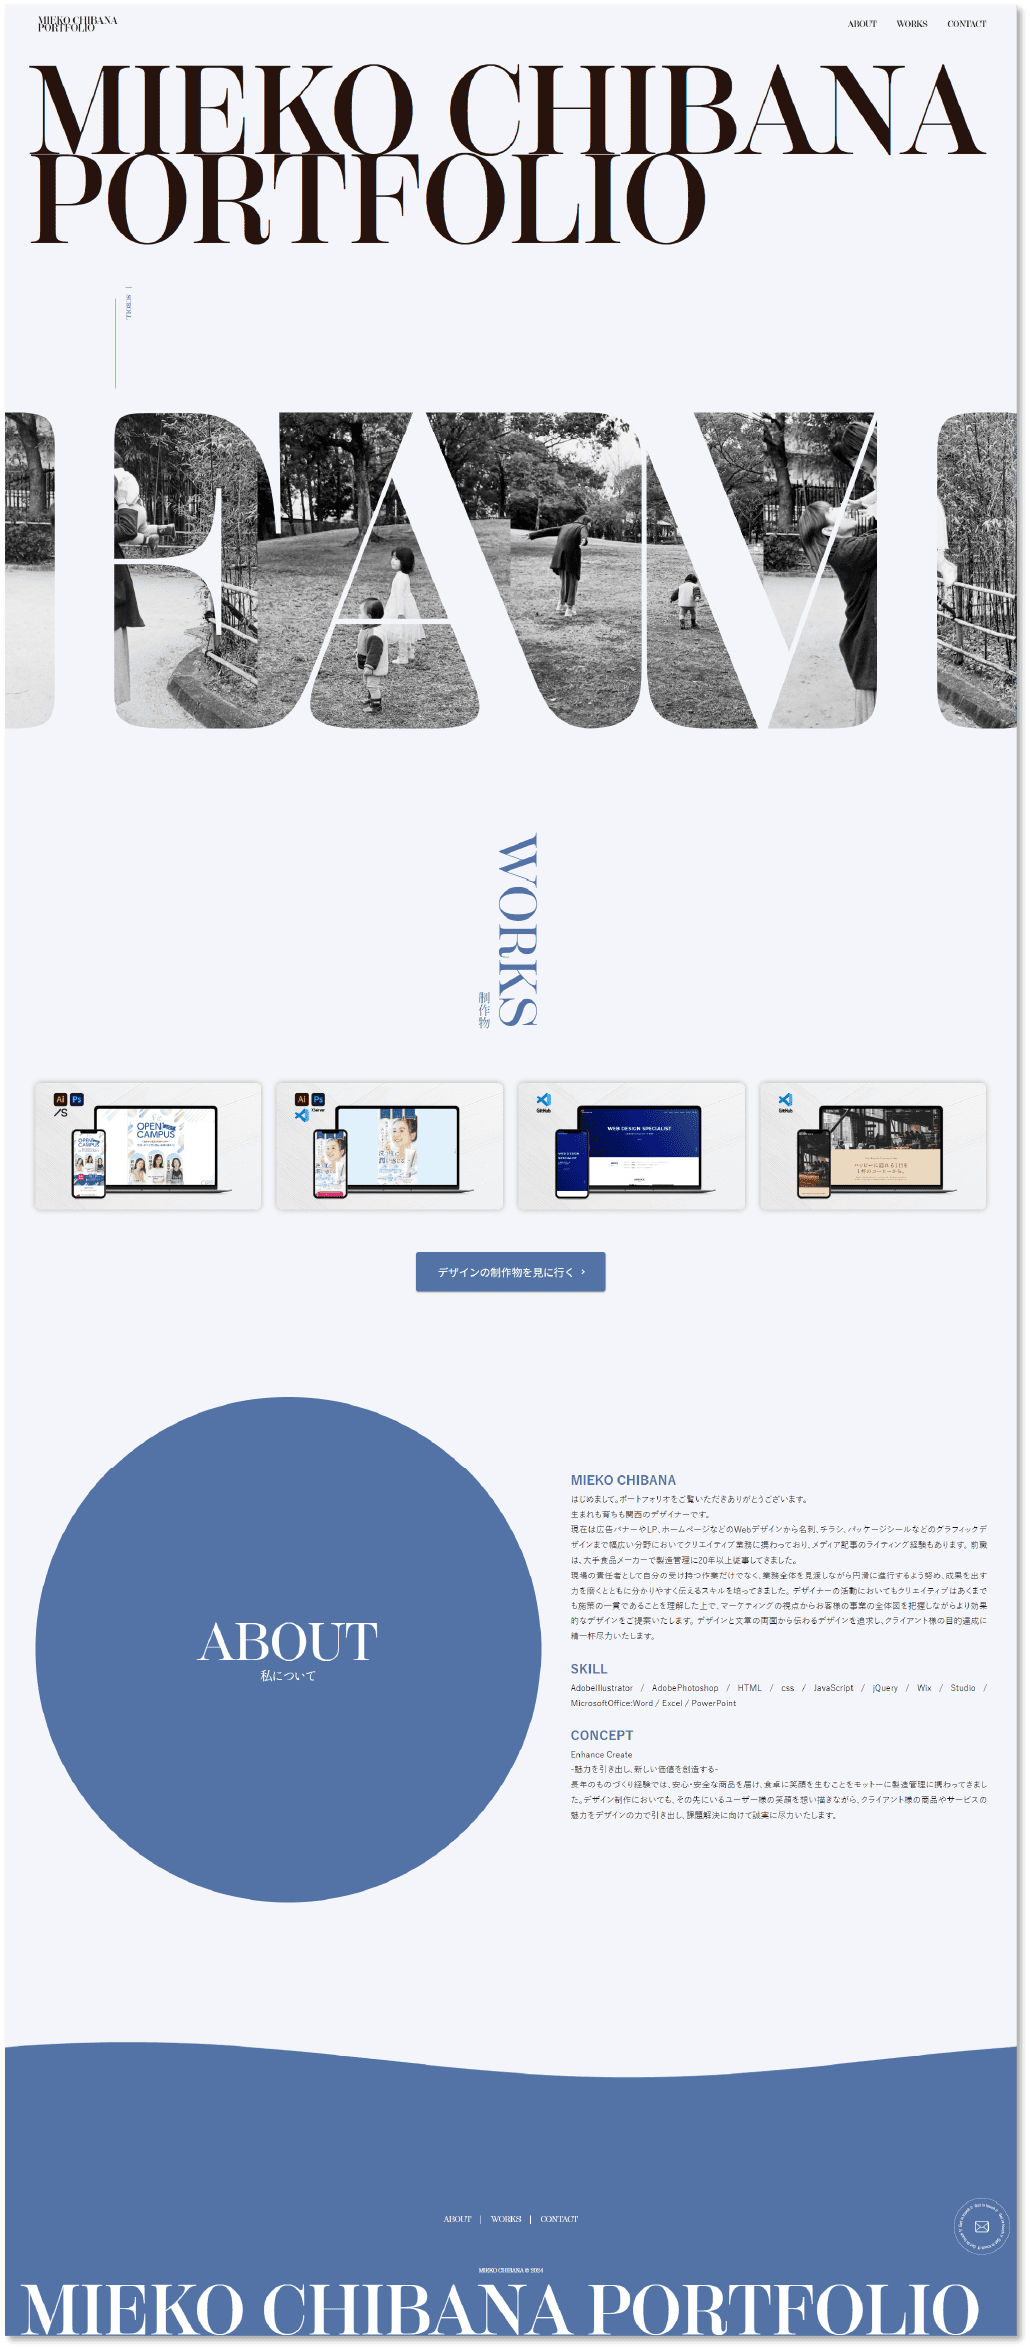 MIEKO CHIBANA
PORTFOLIO
ABOUT
WORKS
CONTACT
MIEKO CHIBANA
PORTFOLIO
SCROLL
WORKS
制作物
Ai Ps
OPEN
CAMPUS
Ai Ps
GitHub
WEB DESIGN SPECIALIST
GitHub
デザインの制作物を見に行く
ABOUT
私について
MIEKO CHIBANA
はじめまして。ポートフォリオをご覧いただきありがとうございます。
生まれも育ちも関西のデザイナーです。
現在は広告バナーやLP、ホームページなどのWebデザインから名刺、チラシ、パッケージシールなどのグラフィックデ
ザインまで幅広い分野においてクリエイティブ業務に携わっており、メディア記事のライティング経験もあります。 前職
は、大手食品メーカーで製造管理に20年以上従事してきました。
現場の責任者として自分の受け持つ作業だけでなく、業務全体を見渡しながら円滑に進行するよう努め、成果を出す
力を磨くとともに分かりやすく伝えるスキルを培ってきました。 デザイナーの活動においてもクリエイティブはあくまで
も施策の一貫であることを理解した上で、マーケティングの視点からお客様の事業の全体図を把握しながらより効果
的なデザインをご提案いたします。 デザインと文章の両面から伝わるデザインを追求し、クライアント様の目的達成に
精一杯尽力いたします。
SKILL
AdobeIllustrator / AdobePhotoshop / HTML / css / JavaScript / jQuery / Wix / Studio /
MicrosoftOffice:Word / Excel / PowerPoint
CONCEPT
Enhance Create
-魅力を引き出し、新しい価値を創造する-
長年のものづくり経験では、安心・安全な商品を届け、食卓に笑顔を生むことをモットーに製造管理に携わってきまし
た。デザイン制作においても、その先にいるユーザー様の笑顔を想い描きながら、クライアント様の商品やサービスの
魅力をデザインの力で引き出し、課題解決に向けて誠実に尽力いたします。
ABOUT | WORKS | CONTACT
MIEKO CHIBANA © 2024
MIEKO CHIBANA PORTFOLIO